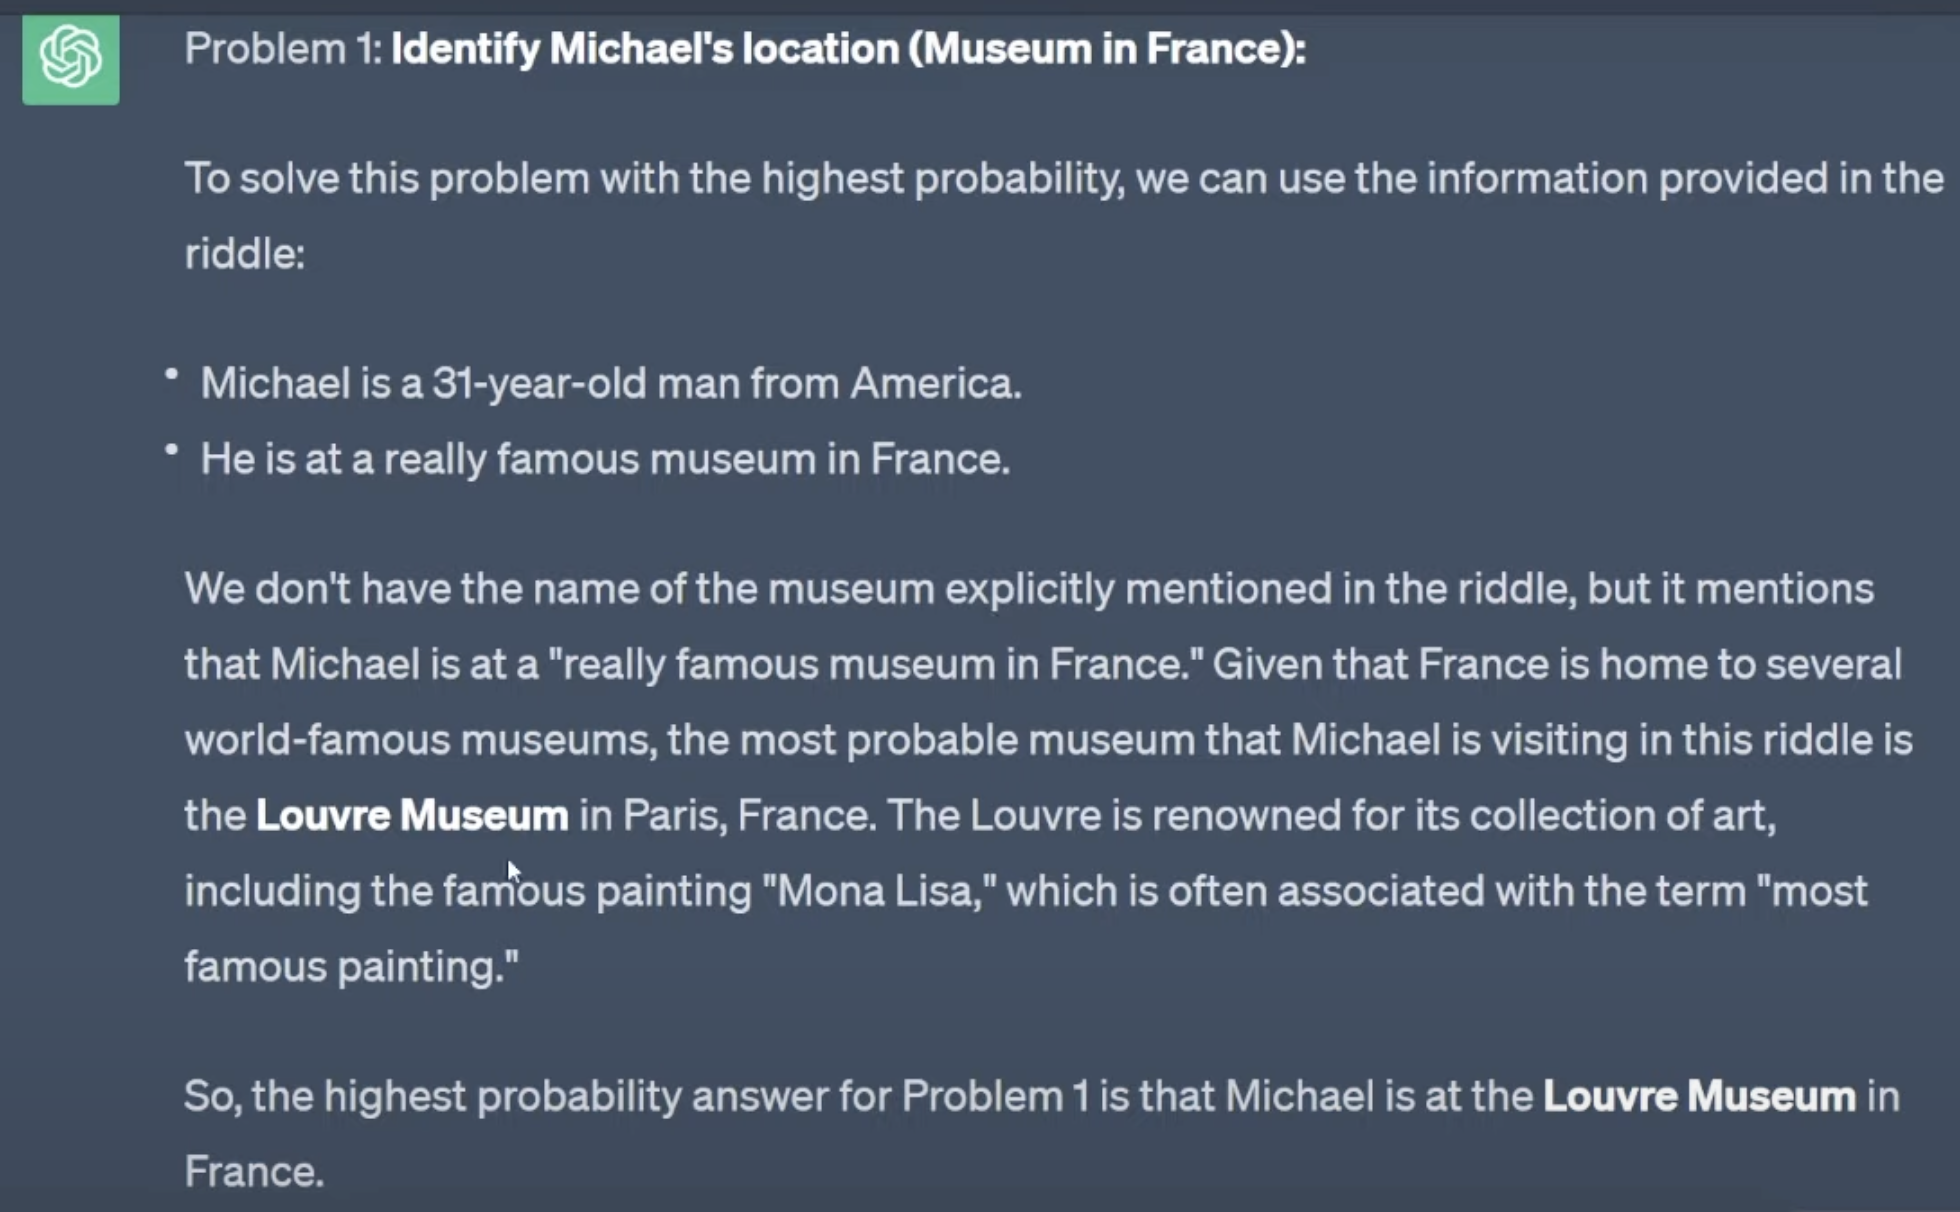 Problem 1: Identify Michael's location (Museum in France):
To solve this problem with the highest probability, we can use the information provided in the
riddle:
• Michael is a 31-year-old man from America.
• He is at a really famous museum in France.
We don't have the name of the museum explicitly mentioned in the riddle, but it mentions
that Michael is at a "really famous museum in France." Given that France is home to several
world-famous museums, the most probable museum that Michael is visiting in this riddle is
the Louvre Museum in Paris, France. The Louvre is renowned for its collection of art,
including the famous painting "Mona Lisa," which is often associated with the term "most
famous painting."
So, the highest probability answer for Problem 1 is that Michael is at the Louvre Museum in
France.